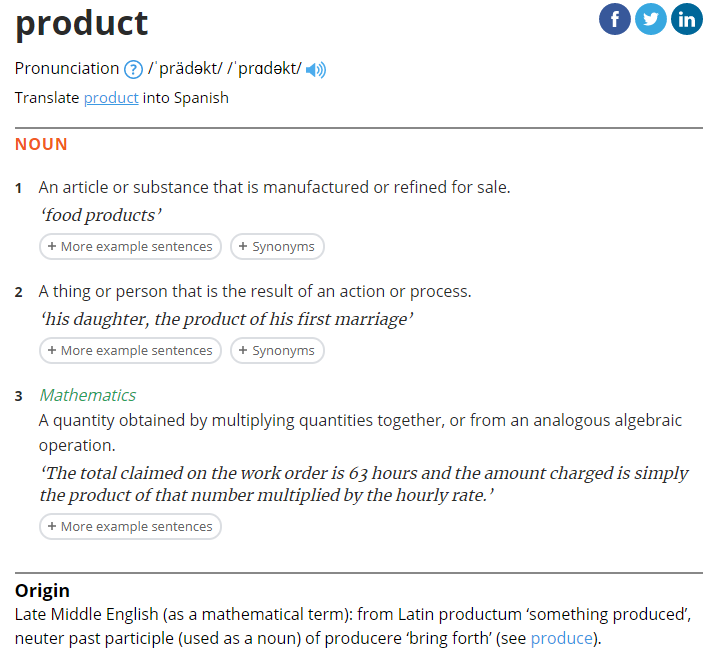 product
f in
Pronunciation ? /ˈprädəkt/ /ˈprɑdəkt/
Translate product into Spanish
NOUN
1 An article or substance that is manufactured or refined for sale.
‘food products’
+ More example sentences + Synonyms
2 A thing or person that is the result of an action or process.
‘his daughter, the product of his first marriage’
+ More example sentences + Synonyms
3 Mathematics
A quantity obtained by multiplying quantities together, or from an analogous algebraic
operation.
‘The total claimed on the work order is 63 hours and the amount charged is simply
the product of that number multiplied by the hourly rate.’
+ More example sentences
Origin
Late Middle English (as a mathematical term): from Latin productum ‘something produced’,
neuter past participle (used as a noun) of producere ‘bring forth’ (see produce).